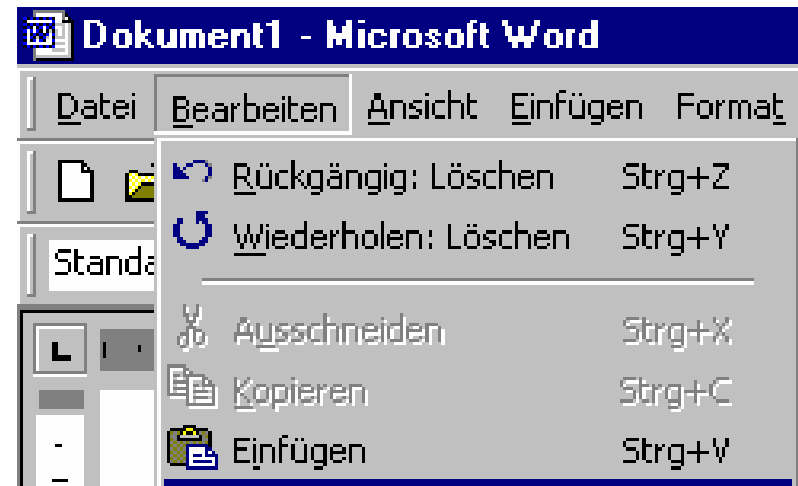 Dokument1 - Microsoft Word
Datei Bearbeiten Ansicht Einfügen Format
Rückgängig: Löschen Strg+Z
Wiederholen: Löschen Strg+Y
Standa
Ausschneiden Strg+X
L
Kopieren Strg+C
Einfügen Strg+V